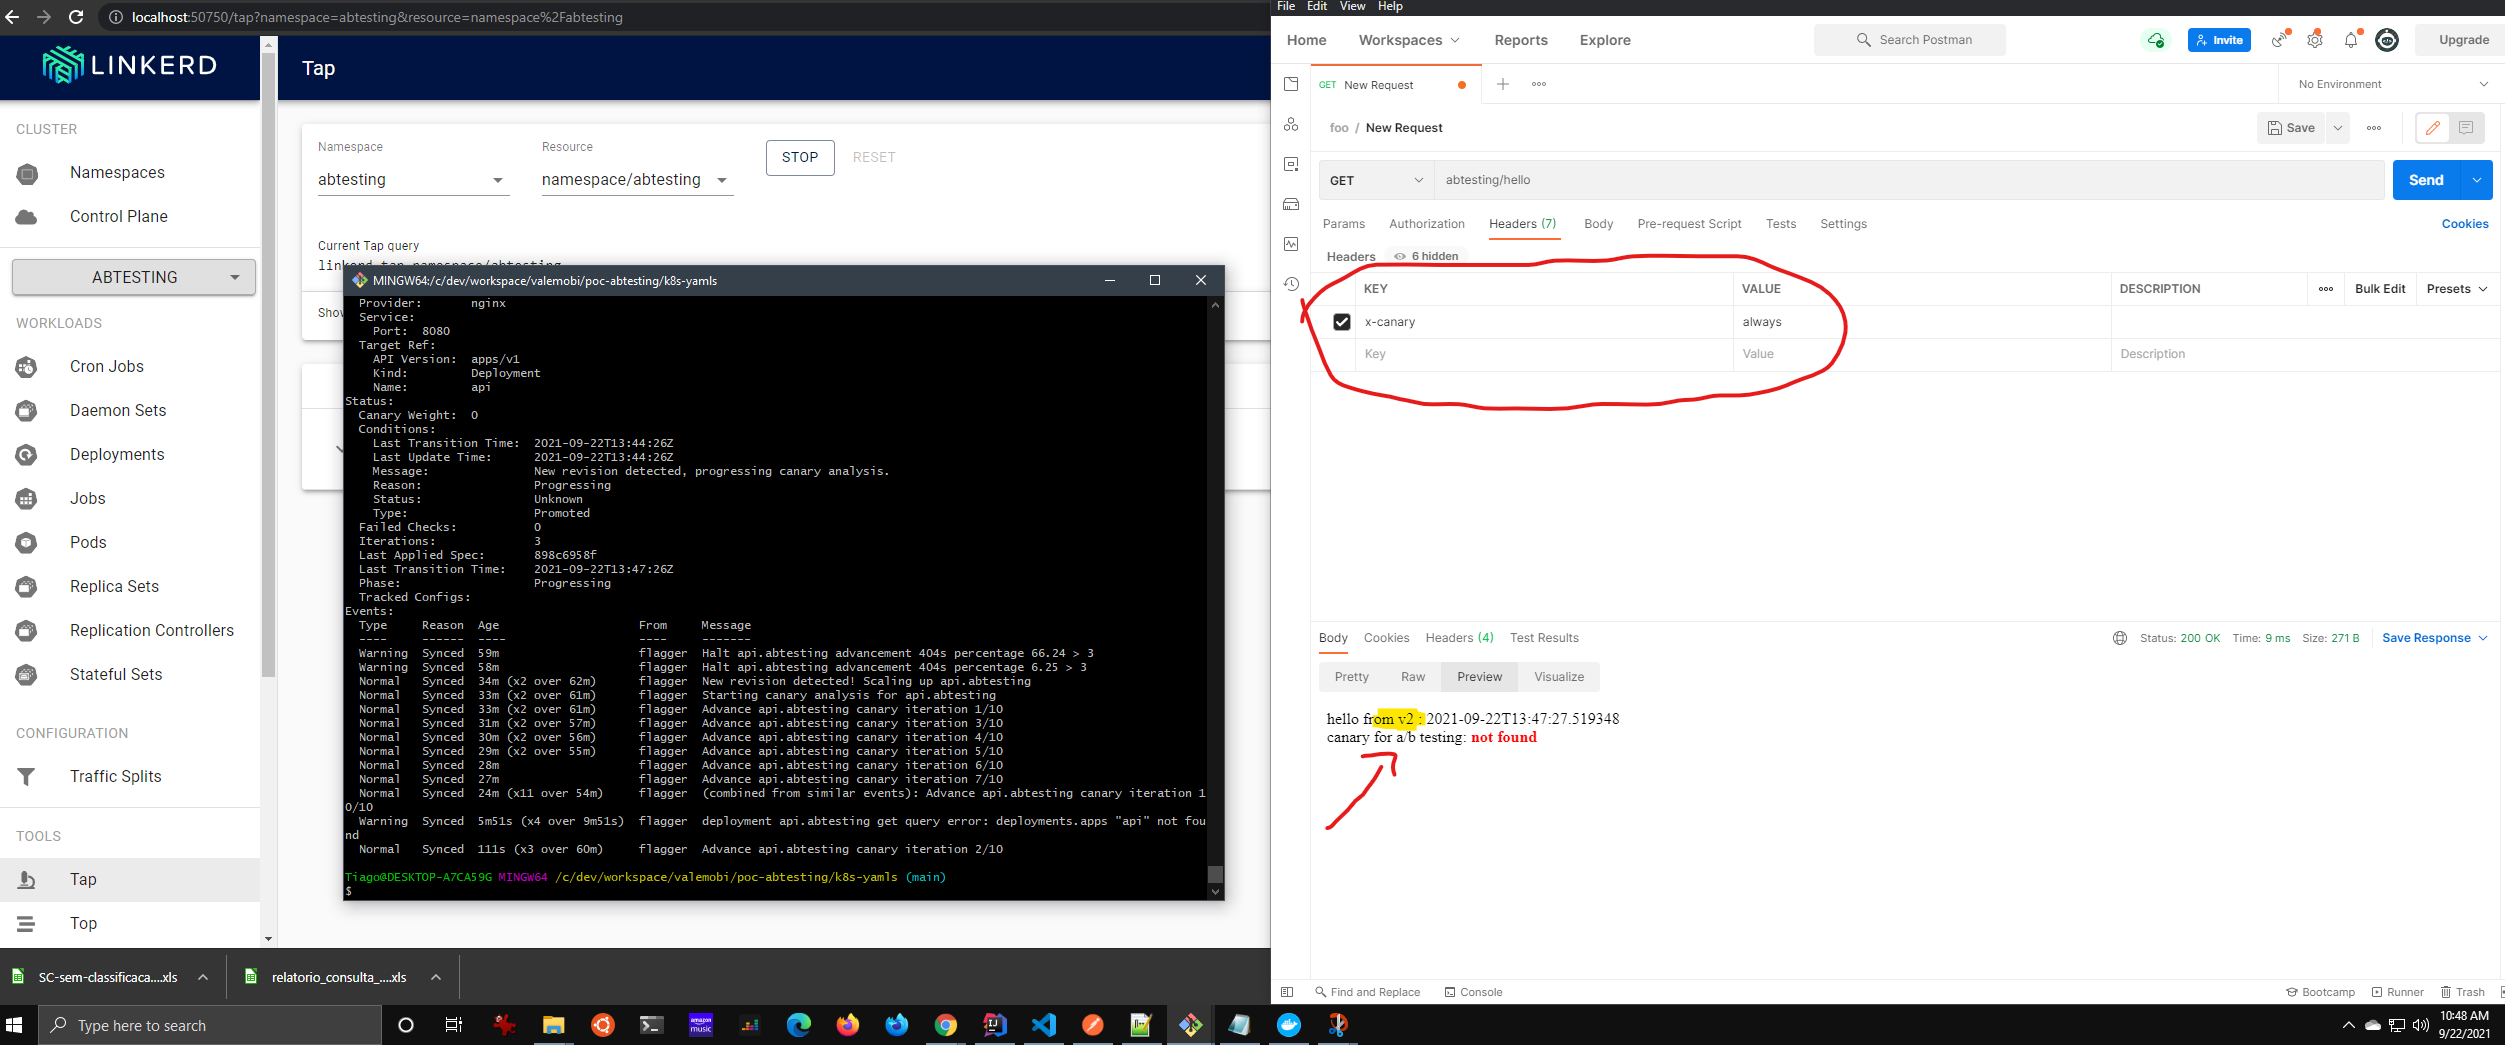 localhost:50750/tap?namespace=abtesting&resource=namespace%2Fabtesting
LINKERD
Tap
CLUSTER
Namespaces
Control Plane
ABTESTING
WORKLOADS
Cron Jobs
Daemon Sets
Deployments
Jobs
Pods
Replica Sets
Replication Controllers
Stateful Sets
CONFIGURATION
Traffic Splits
TOOLS
Tap
Top
Namespace
abtesting
Resource
namespace/abtesting
STOP
RESET
Current Tap query
linkerd tap namespace/abtesting
Show
MINGW64:/c/dev/workspace/valemobi/poc-abtesting/k8s-yamls
Provider: nginx
Service:
Port: 8080
Target Ref:
API Version: apps/v1
Kind: Deployment
Name: api
Status:
Canary Weight: 0
Conditions:
Last Transition Time: 2021-09-22T13:44:26Z
Last Update Time: 2021-09-22T13:44:26Z
Message: New revision detected, progressing canary analysis.
Reason: Progressing
Status: Unknown
Type: Promoted
Failed Checks: 0
Iterations: 3
Last Applied Spec: 898c6958f
Last Transition Time: 2021-09-22T13:47:26Z
Phase: Progressing
Tracked Configs:
Events:
Type Reason Age From Message
---- ------ ---- ---- -------
Warning Synced 59m flagger Halt api.abtesting advancement 404s percentage 66.24 > 3
Warning Synced 58m flagger Halt api.abtesting advancement 404s percentage 6.25 > 3
Normal Synced 34m (x2 over 62m) flagger New revision detected! Scaling up api.abtesting
Normal Synced 33m (x2 over 61m) flagger Starting canary analysis for api.abtesting
Normal Synced 33m (x2 over 61m) flagger Advance api.abtesting canary iteration 1/10
Normal Synced 31m (x2 over 57m) flagger Advance api.abtesting canary iteration 3/10
Normal Synced 30m (x2 over 56m) flagger Advance api.abtesting canary iteration 4/10
Normal Synced 29m (x2 over 55m) flagger Advance api.abtesting canary iteration 5/10
Normal Synced 28m flagger Advance api.abtesting canary iteration 6/10
Normal Synced 27m flagger Advance api.abtesting canary iteration 7/10
Normal Synced 24m (x11 over 54m) flagger (combined from similar events): Advance api.abtesting canary iteration 1
0/10
Warning Synced 5m51s (x4 over 9m51s) flagger deployment api.abtesting get query error: deployments.apps "api" not fou
nd
Normal Synced 111s (x3 over 60m) flagger Advance api.abtesting canary iteration 2/10
Tiago@DESKTOP-A7CA59G MINGW64 /c/dev/workspace/valemobi/poc-abtesting/k8s-yamls (main)
$
File Edit View Help
Home Workspaces Reports Explore Search Postman Invite Upgrade
GET New Request No Environment
foo / New Request Save
GET abtesting/hello Send
Params Authorization Headers (7) Body Pre-request Script Tests Settings Cookies
Headers 6 hidden
KEY VALUE DESCRIPTION Bulk Edit Presets
x-canary always
Key Value Description
Body Cookies Headers (4) Test Results Status: 200 OK Time: 9 ms Size: 271 B Save Response
Pretty Raw Preview Visualize
hello from v2 : 2021-09-22T13:47:27.519348
canary for a/b testing: not found
Find and Replace Console Bootcamp Runner Trash
SC-sem-classificaca....xls
relatorio_consulta_....xls
Type here to search
amazon music
10:48 AM
9/22/2021